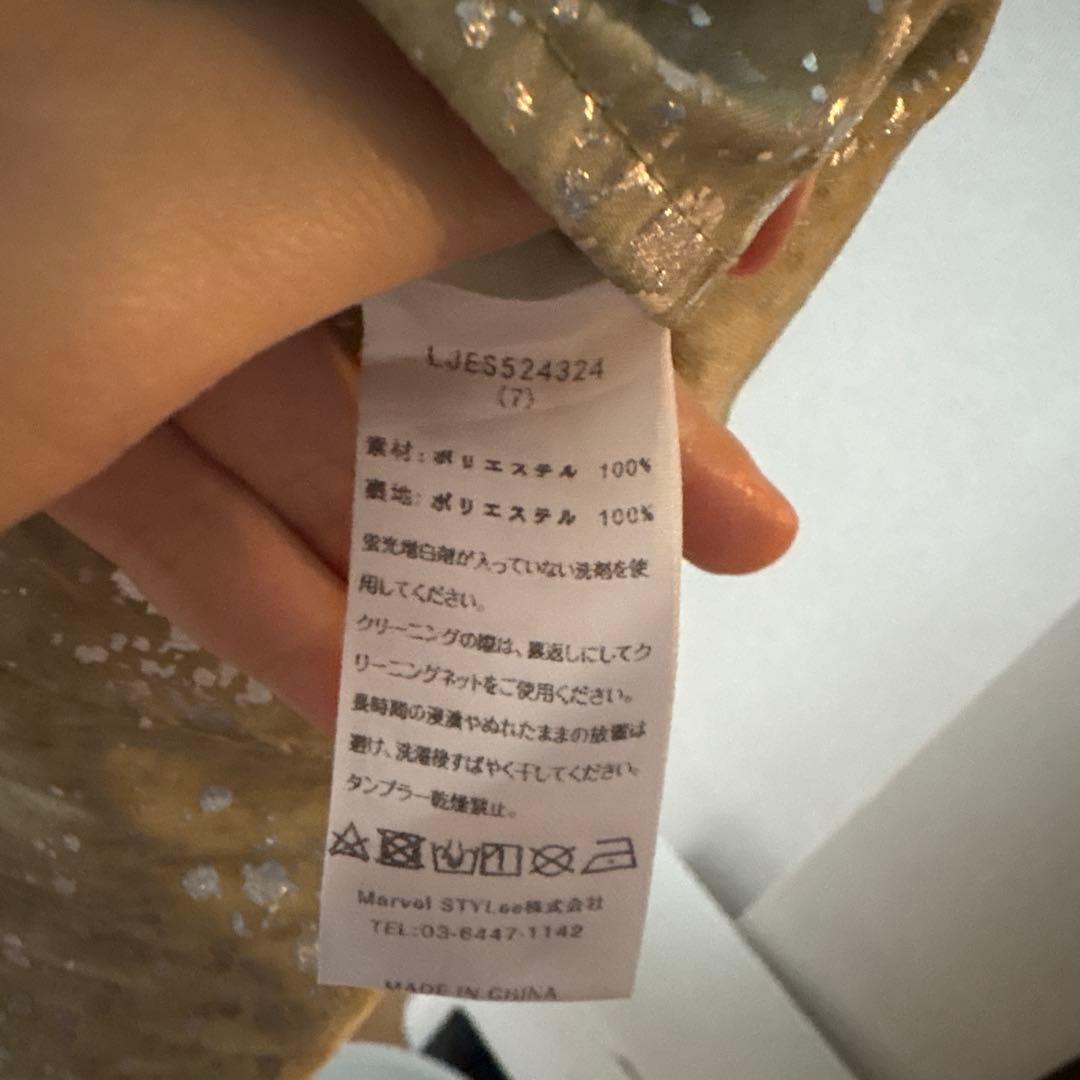 LJES524324
(7)
素材:ポリエステル 100%
裏地:ポリエステル 100%
蛍光増白剤が入っていない洗剤を使
用してください。
クリーニングの際は、裏返しにしてク
リーニングネットをご使用ください。
長時間の浸漬やぬれたままの放置は
避け、洗濯後すばやく干してください。
タンブラー乾燥禁止。
Marvel STYLee株式会社
TEL:03-6447-1142
MADE IN CHINA